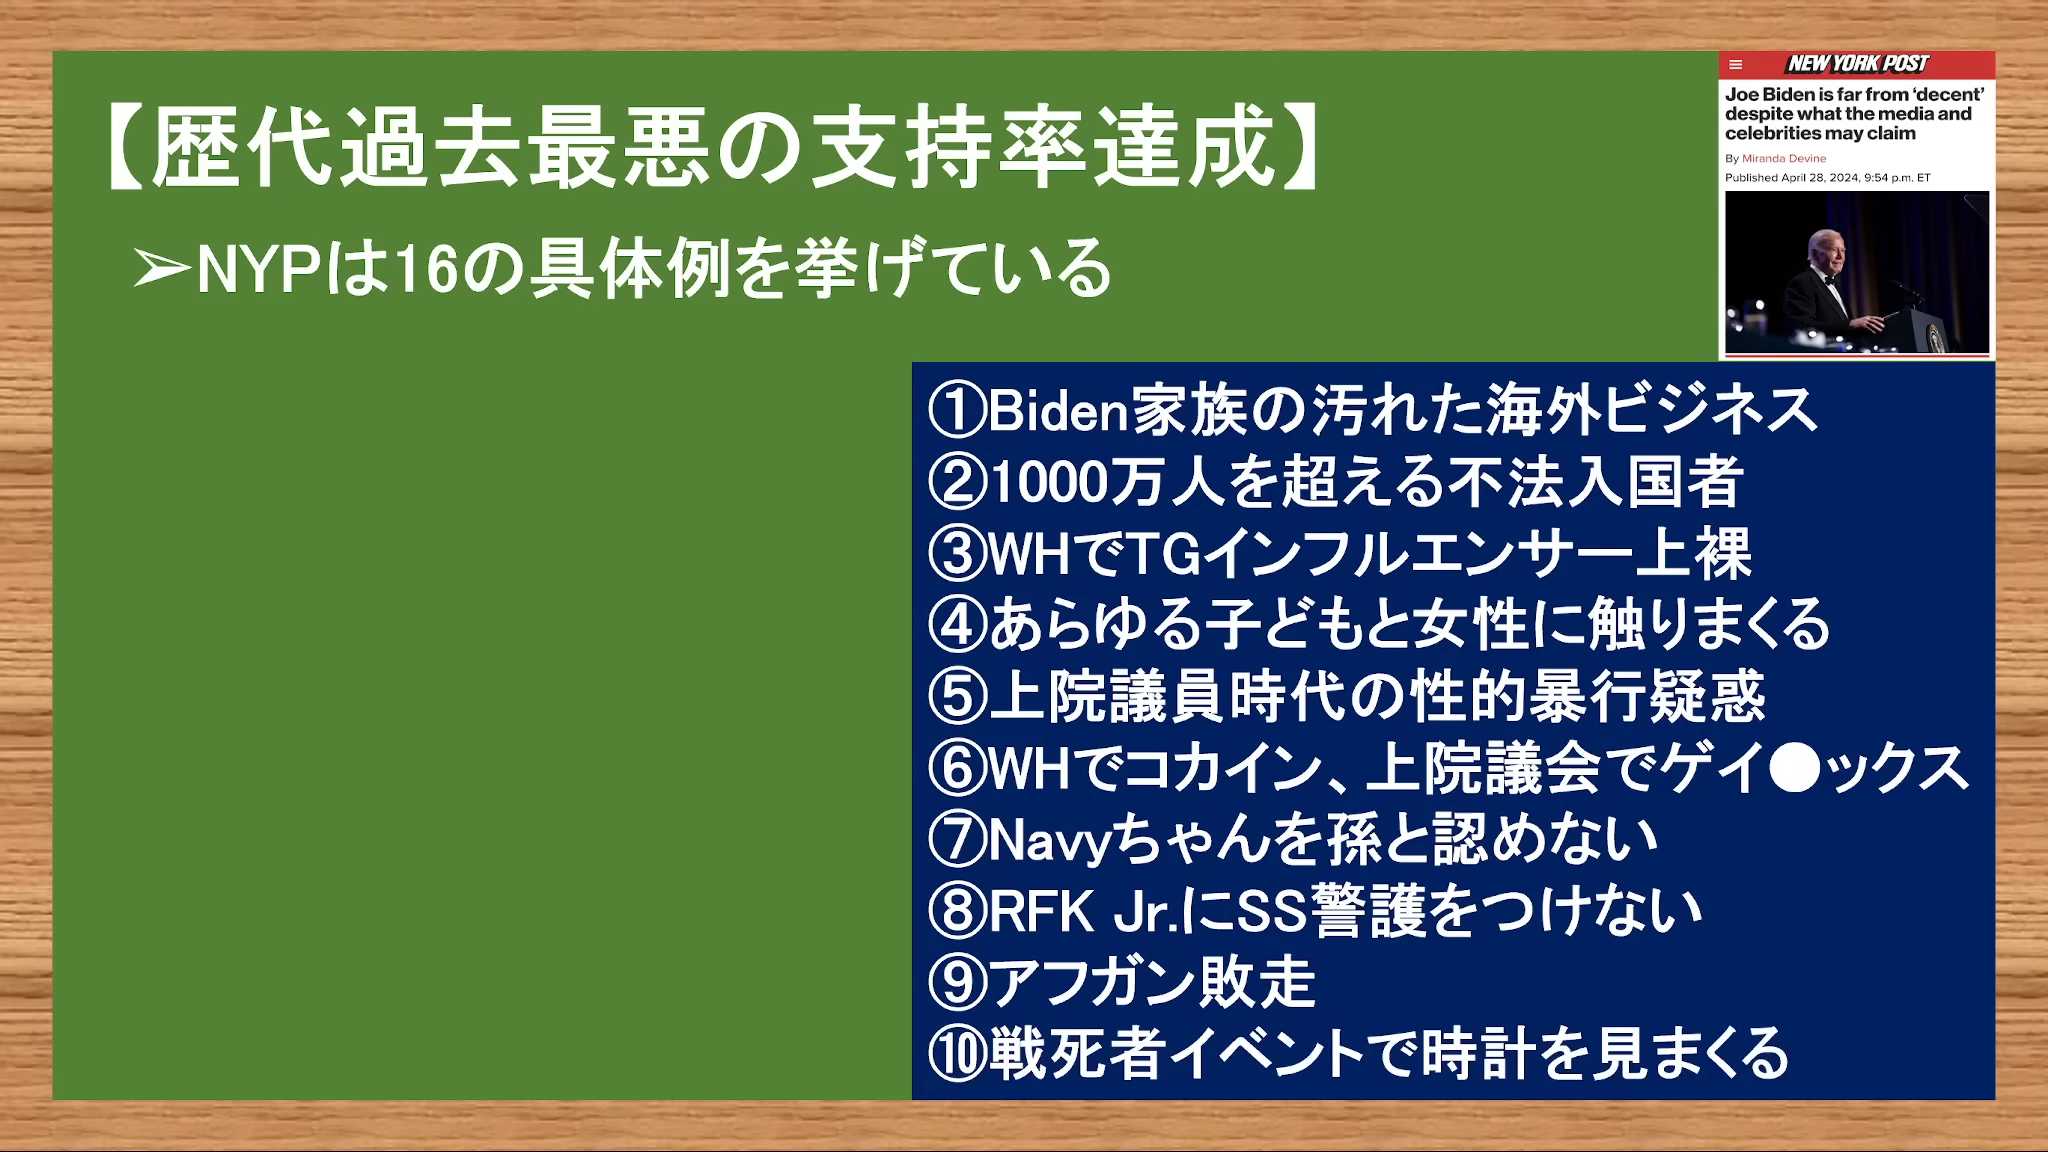 【歴代過去最悪の支持率達成】
➢NYPは16の具体例を挙げている
NEW YORK POST
Joe Biden is far from ‘decent’
despite what the media and
celebrities may claim
By Miranda Devine
Published April 28, 2024, 9:54 p.m. ET
①Biden家族の汚れた海外ビジネス
②1000万人を超える不法入国者
③WHでTGインフルエンサー上裸
④あらゆる子どもと女性に触りまくる
⑤上院議員時代の性的暴行疑惑
⑥WHでコカイン、上院議会でゲイ●ックス
⑦Navyちゃんを孫と認めない
⑧RFK Jr.にSS警護をつけない
⑨アフガン敗走
⑩戦死者イベントで時計を見まくる